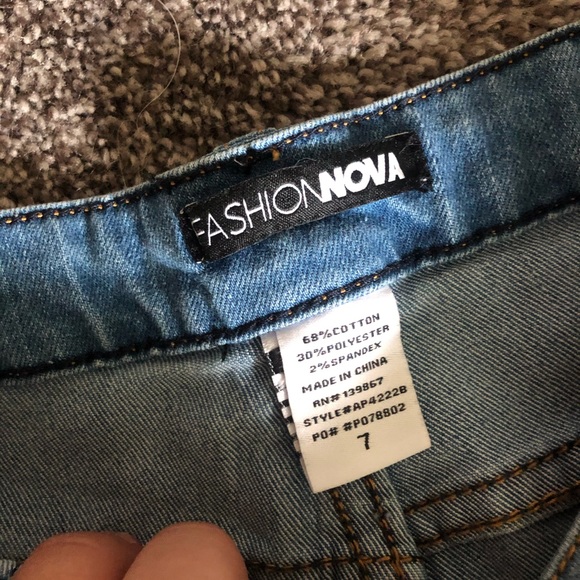 FASHIONNOVA
68%COTTON
30%POLYESTER
2%SPANDEX
MADE IN CHINA
RN# 139867
STYLE#AP4222B
PO# #P078802
7